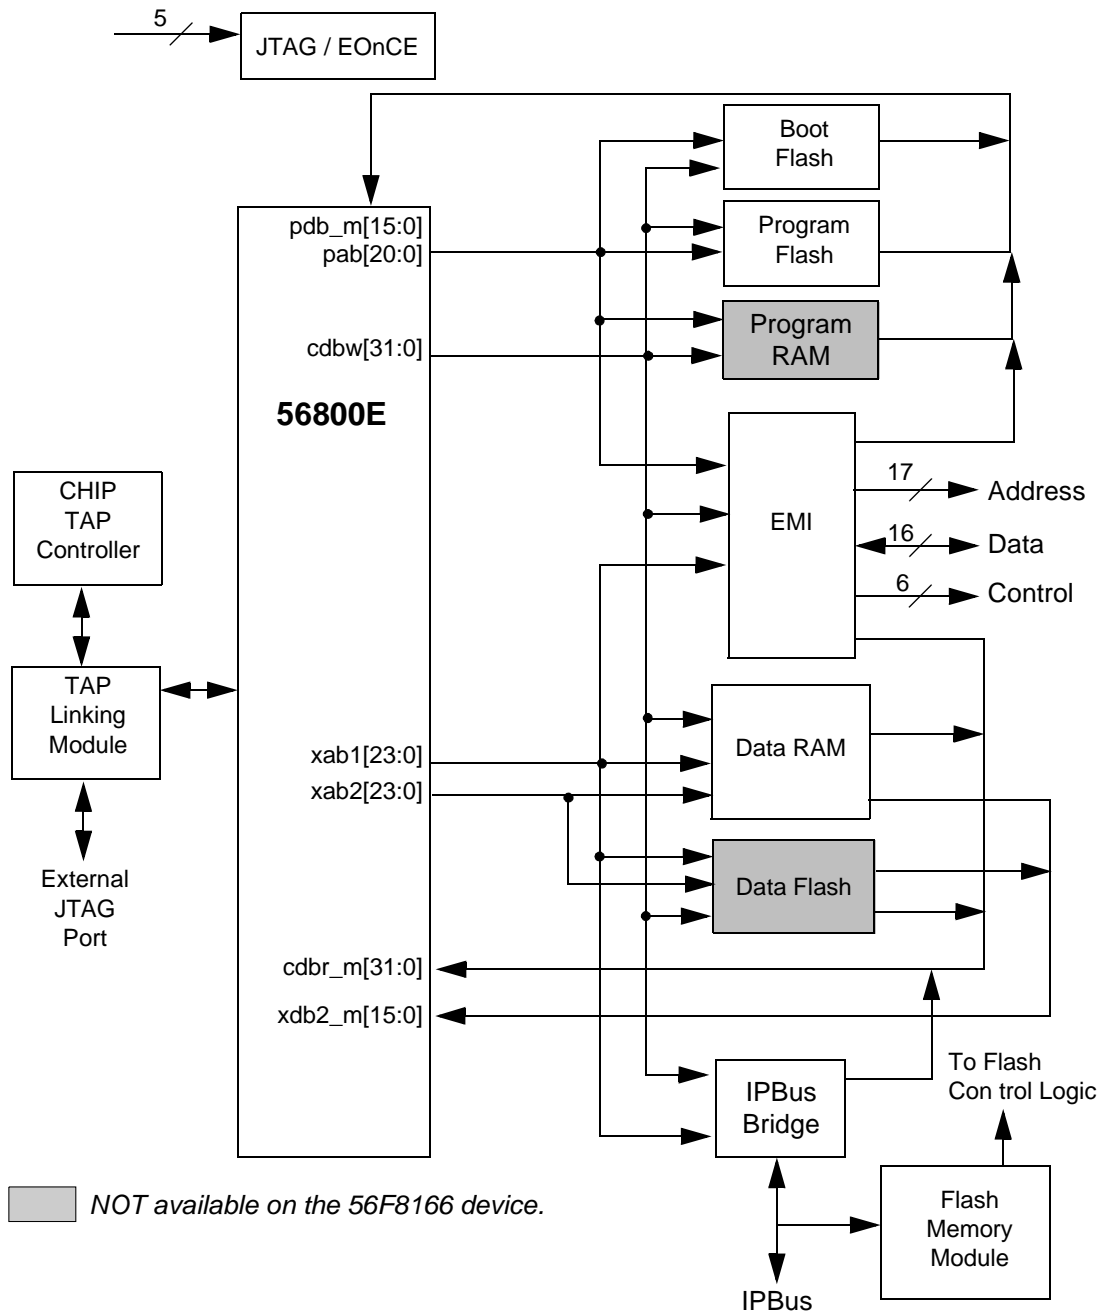 5
JTAG / EOnCE
Boot
Flash
pdb_m[15:0]
pab[20:0]
Program
Flash
cdbw[31:0]
Program
RAM
56800E
CHIP
TAP
Controller
EMI
17
Address
16
Data
6
Control
TAP
Linking
Module
xab1[23:0]
xab2[23:0]
Data RAM
External
JTAG
Port
Data Flash
cdbr_m[31:0]
xdb2_m[15:0]
IPBus
Bridge
To Flash
Con trol Logic
NOT available on the 56F8166 device.
Flash
Memory
Module
IPBus